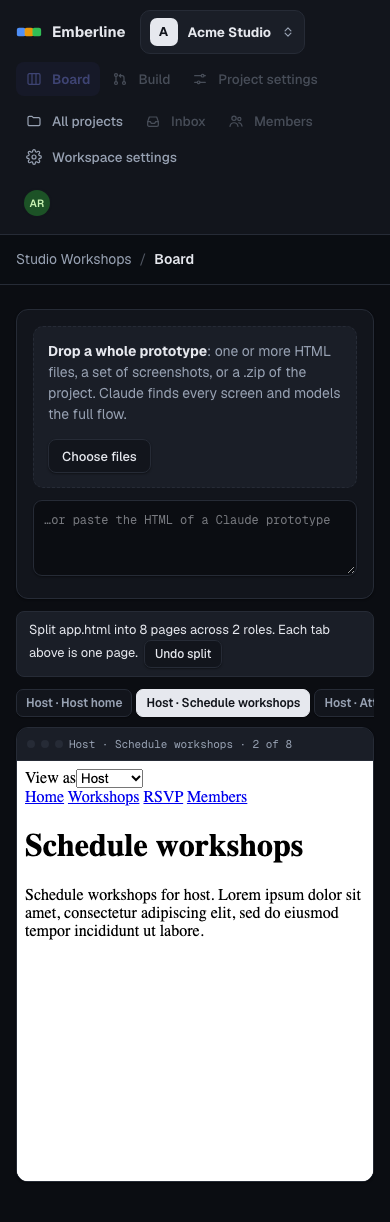 Emberline
A Acme Studio
Board Build Project settings
All projects Inbox Members
Workspace settings
AR
Studio Workshops / Board
Drop a whole prototype: one or more HTML
files, a set of screenshots, or a .zip of the
project. Claude finds every screen and models
the full flow.
Choose files
…or paste the HTML of a Claude prototype
Split app.html into 8 pages across 2 roles. Each tab
above is one page. Undo split
Host · Host home Host · Schedule workshops Host · Att
Host · Schedule workshops · 2 of 8
View as Host
Home Workshops RSVP Members
Schedule workshops
Schedule workshops for host. Lorem ipsum dolor sit
amet, consectetur adipiscing elit, sed do eiusmod
tempor incididunt ut labore.